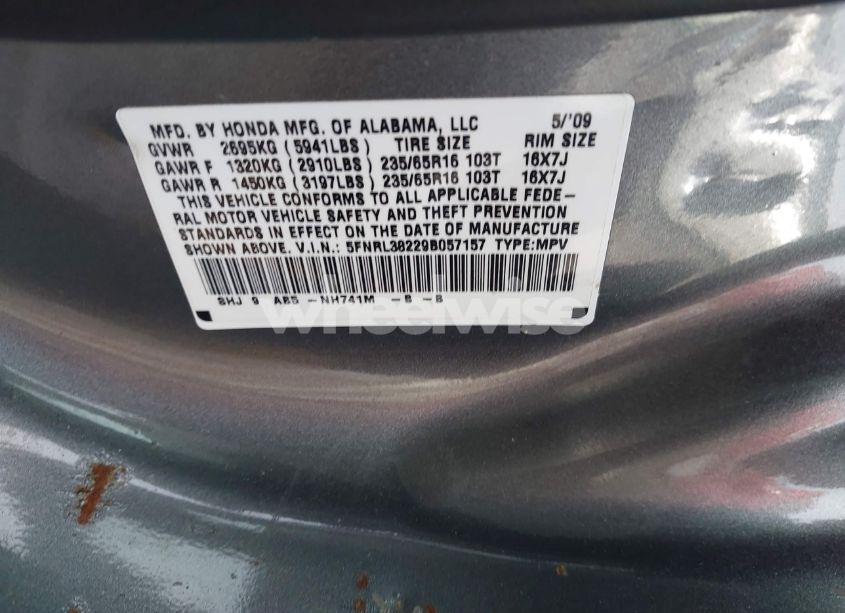 MFD. BY HONDA MFG. OF ALABAMA, LLC 5/'09
GVWR 2695KG (5941LBS) TIRE SIZE RIM SIZE
GAWR F 1320KG (2910LBS) 235/65R16 103T 16X7J
GAWR R 1450KG (3197LBS) 235/65R16 103T 16X7J
THIS VEHICLE CONFORMS TO ALL APPLICABLE FEDE-
RAL MOTOR VEHICLE SAFETY AND THEFT PREVENTION
STANDARDS IN EFFECT ON THE DATE OF MANUFACTURE
SHOWN ABOVE. V.I.N.: 5FNRL38229B057157 TYPE:MPV
SHJ 9 AB5 -NH741M -B -B
wheelwise